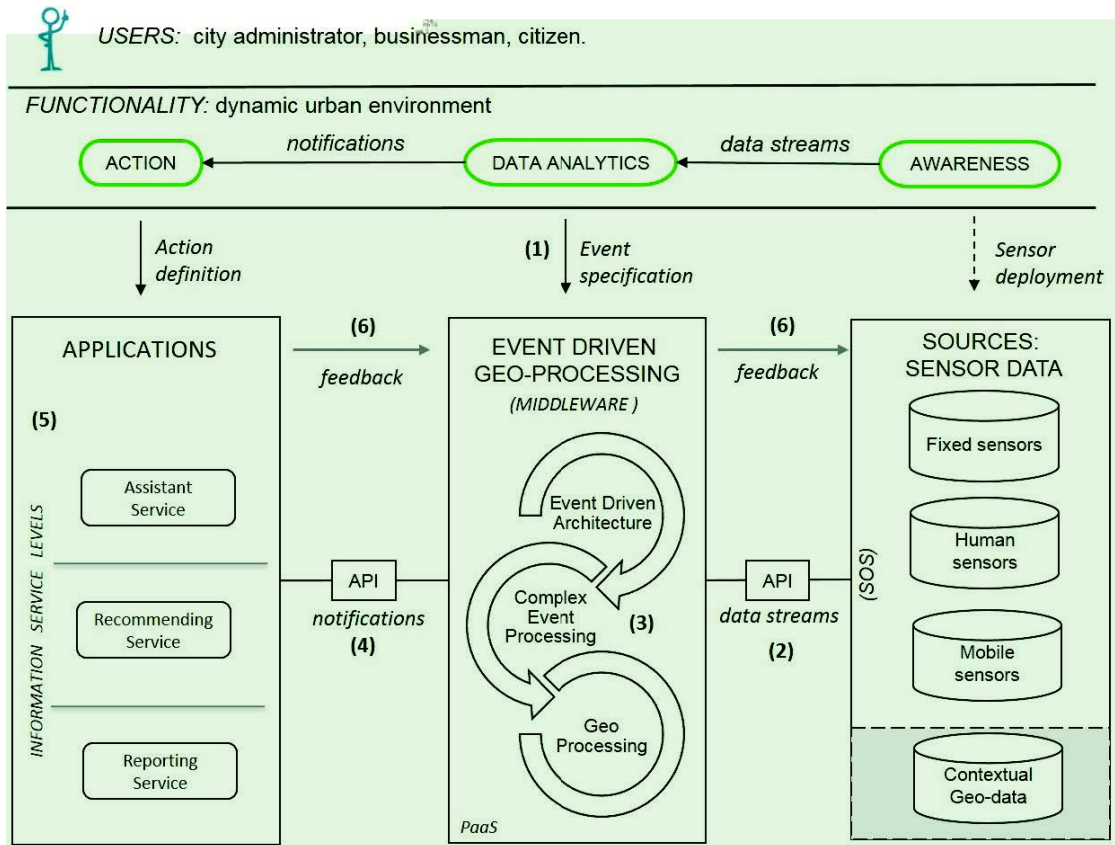 USERS: city administrator, businessman, citizen.
FUNCTIONALITY: dynamic urban environment
ACTION
notifications
DATA ANALYTICS
data streams
AWARENESS
Action
definition
(1)
Event
specification
Sensor
deployment
APPLICATIONS
(5)
INFORMATION SERVICE LEVELS
Assistant
Service
Recommending
Service
Reporting
Service
(6)
feedback
API
notifications
(4)
EVENT DRIVEN
GEO-PROCESSING
(MIDDLEWARE )
Event Driven
Architecture
Complex
Event
Processing
(3)
Geo
Processing
PaaS
(6)
feedback
API
data streams
(2)
SOURCES:
SENSOR DATA
(SOS)
Fixed sensors
Human
sensors
Mobile
sensors
Contextual
Geo-data